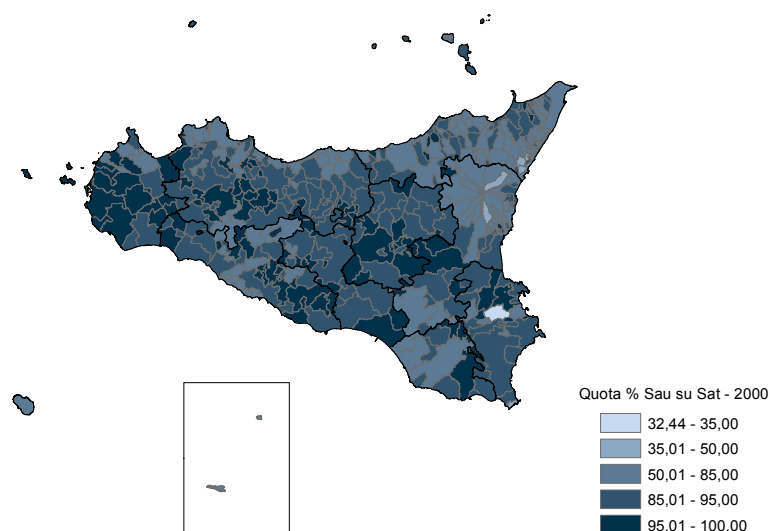 Quota % Sau su Sat - 2000
32,44 - 35,00
35,01 - 50,00
50,01 - 85,00
85,01 - 95,00
95,01 - 100,00